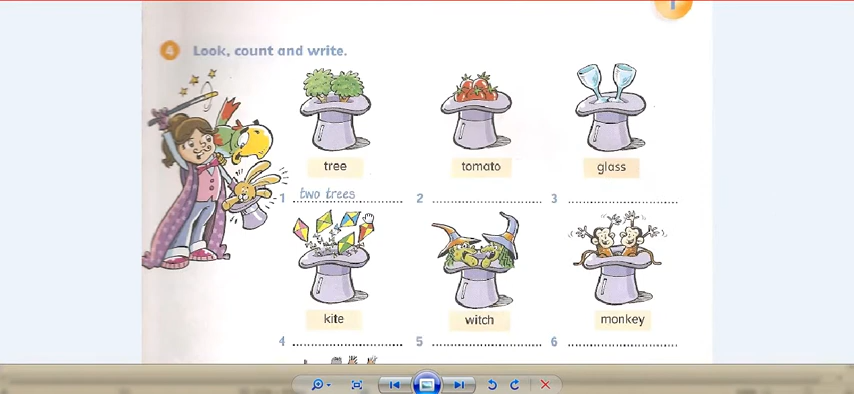 1
4 Look, count and write.
tree
tomato
glass
1 two trees
2
3
kite
witch
monkey
4
5
6